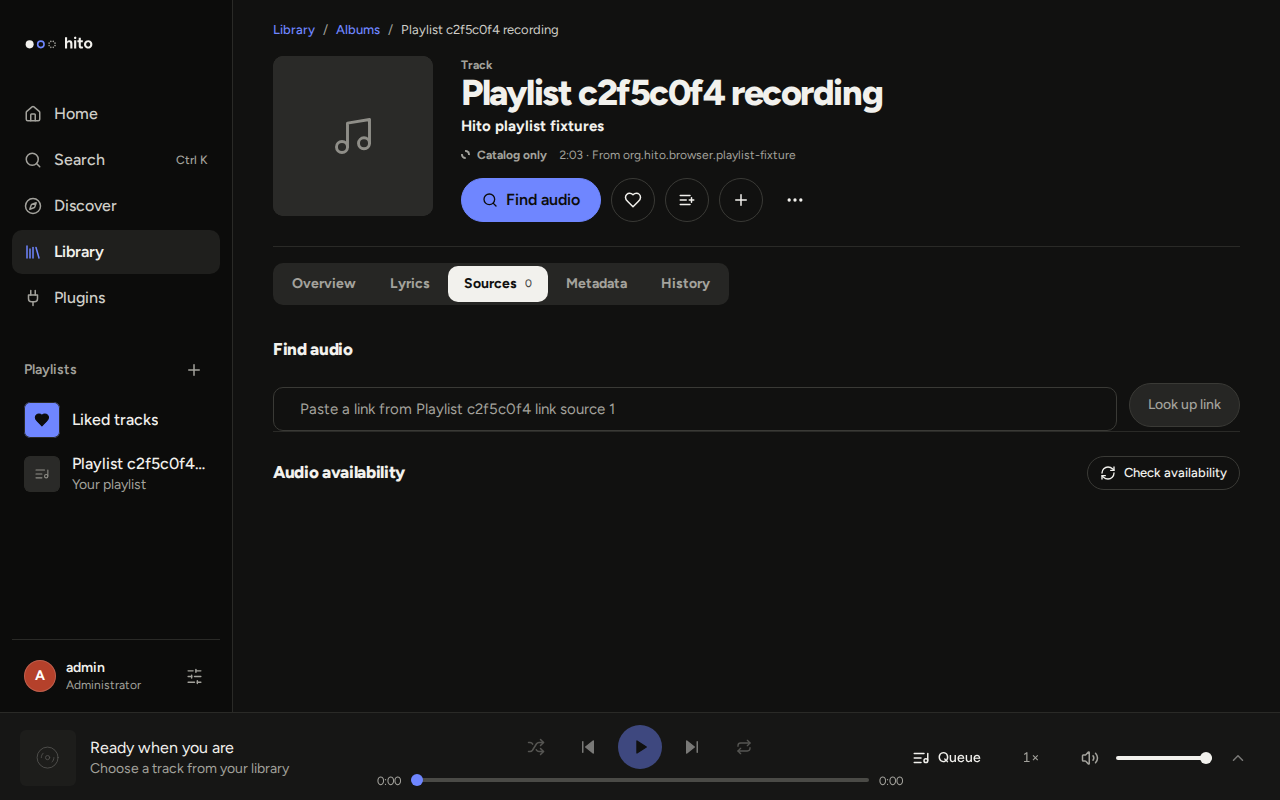 hito
Home
Search Ctrl K
Discover
Library
Plugins
Playlists
Liked tracks
Playlist c2f5c0f4...
Your playlist
A
admin
Administrator
Library / Albums / Playlist c2f5c0f4 recording
Track
Playlist c2f5c0f4 recording
Hito playlist fixtures
Catalog only 2:03 · From org.hito.browser.playlist-fixture
Find audio
Overview Lyrics Sources 0 Metadata History
Find audio
Paste a link from Playlist c2f5c0f4 link source 1 Look up link
Audio availability Check availability
Ready when you are
Choose a track from your library
0:00 0:00
Queue 1×